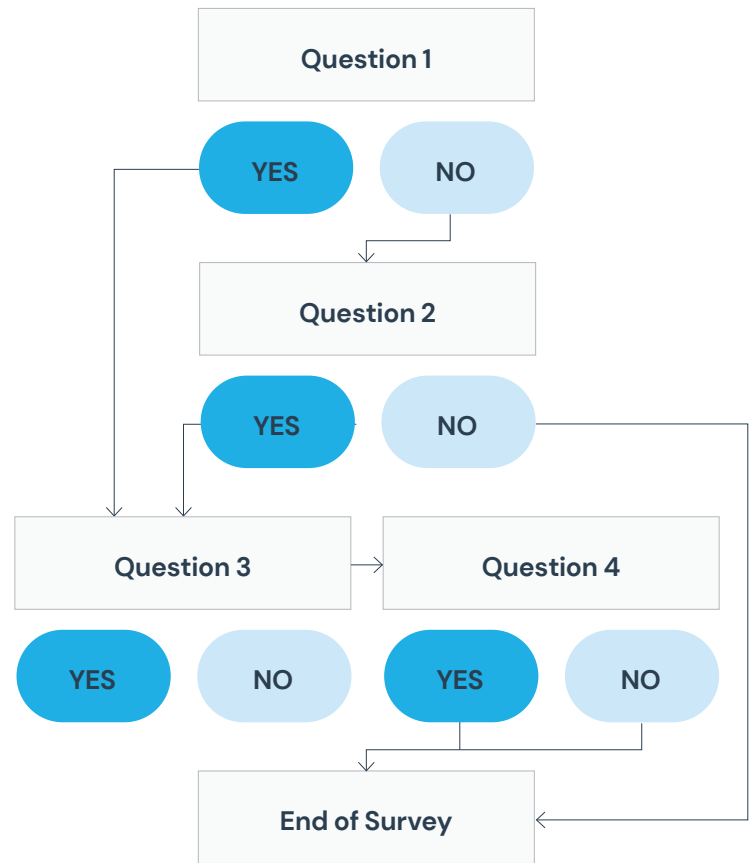 Question 1
YES
NO
Question 2
YES
NO
Question 3
Question 4
YES
NO
YES
NO
End of Survey